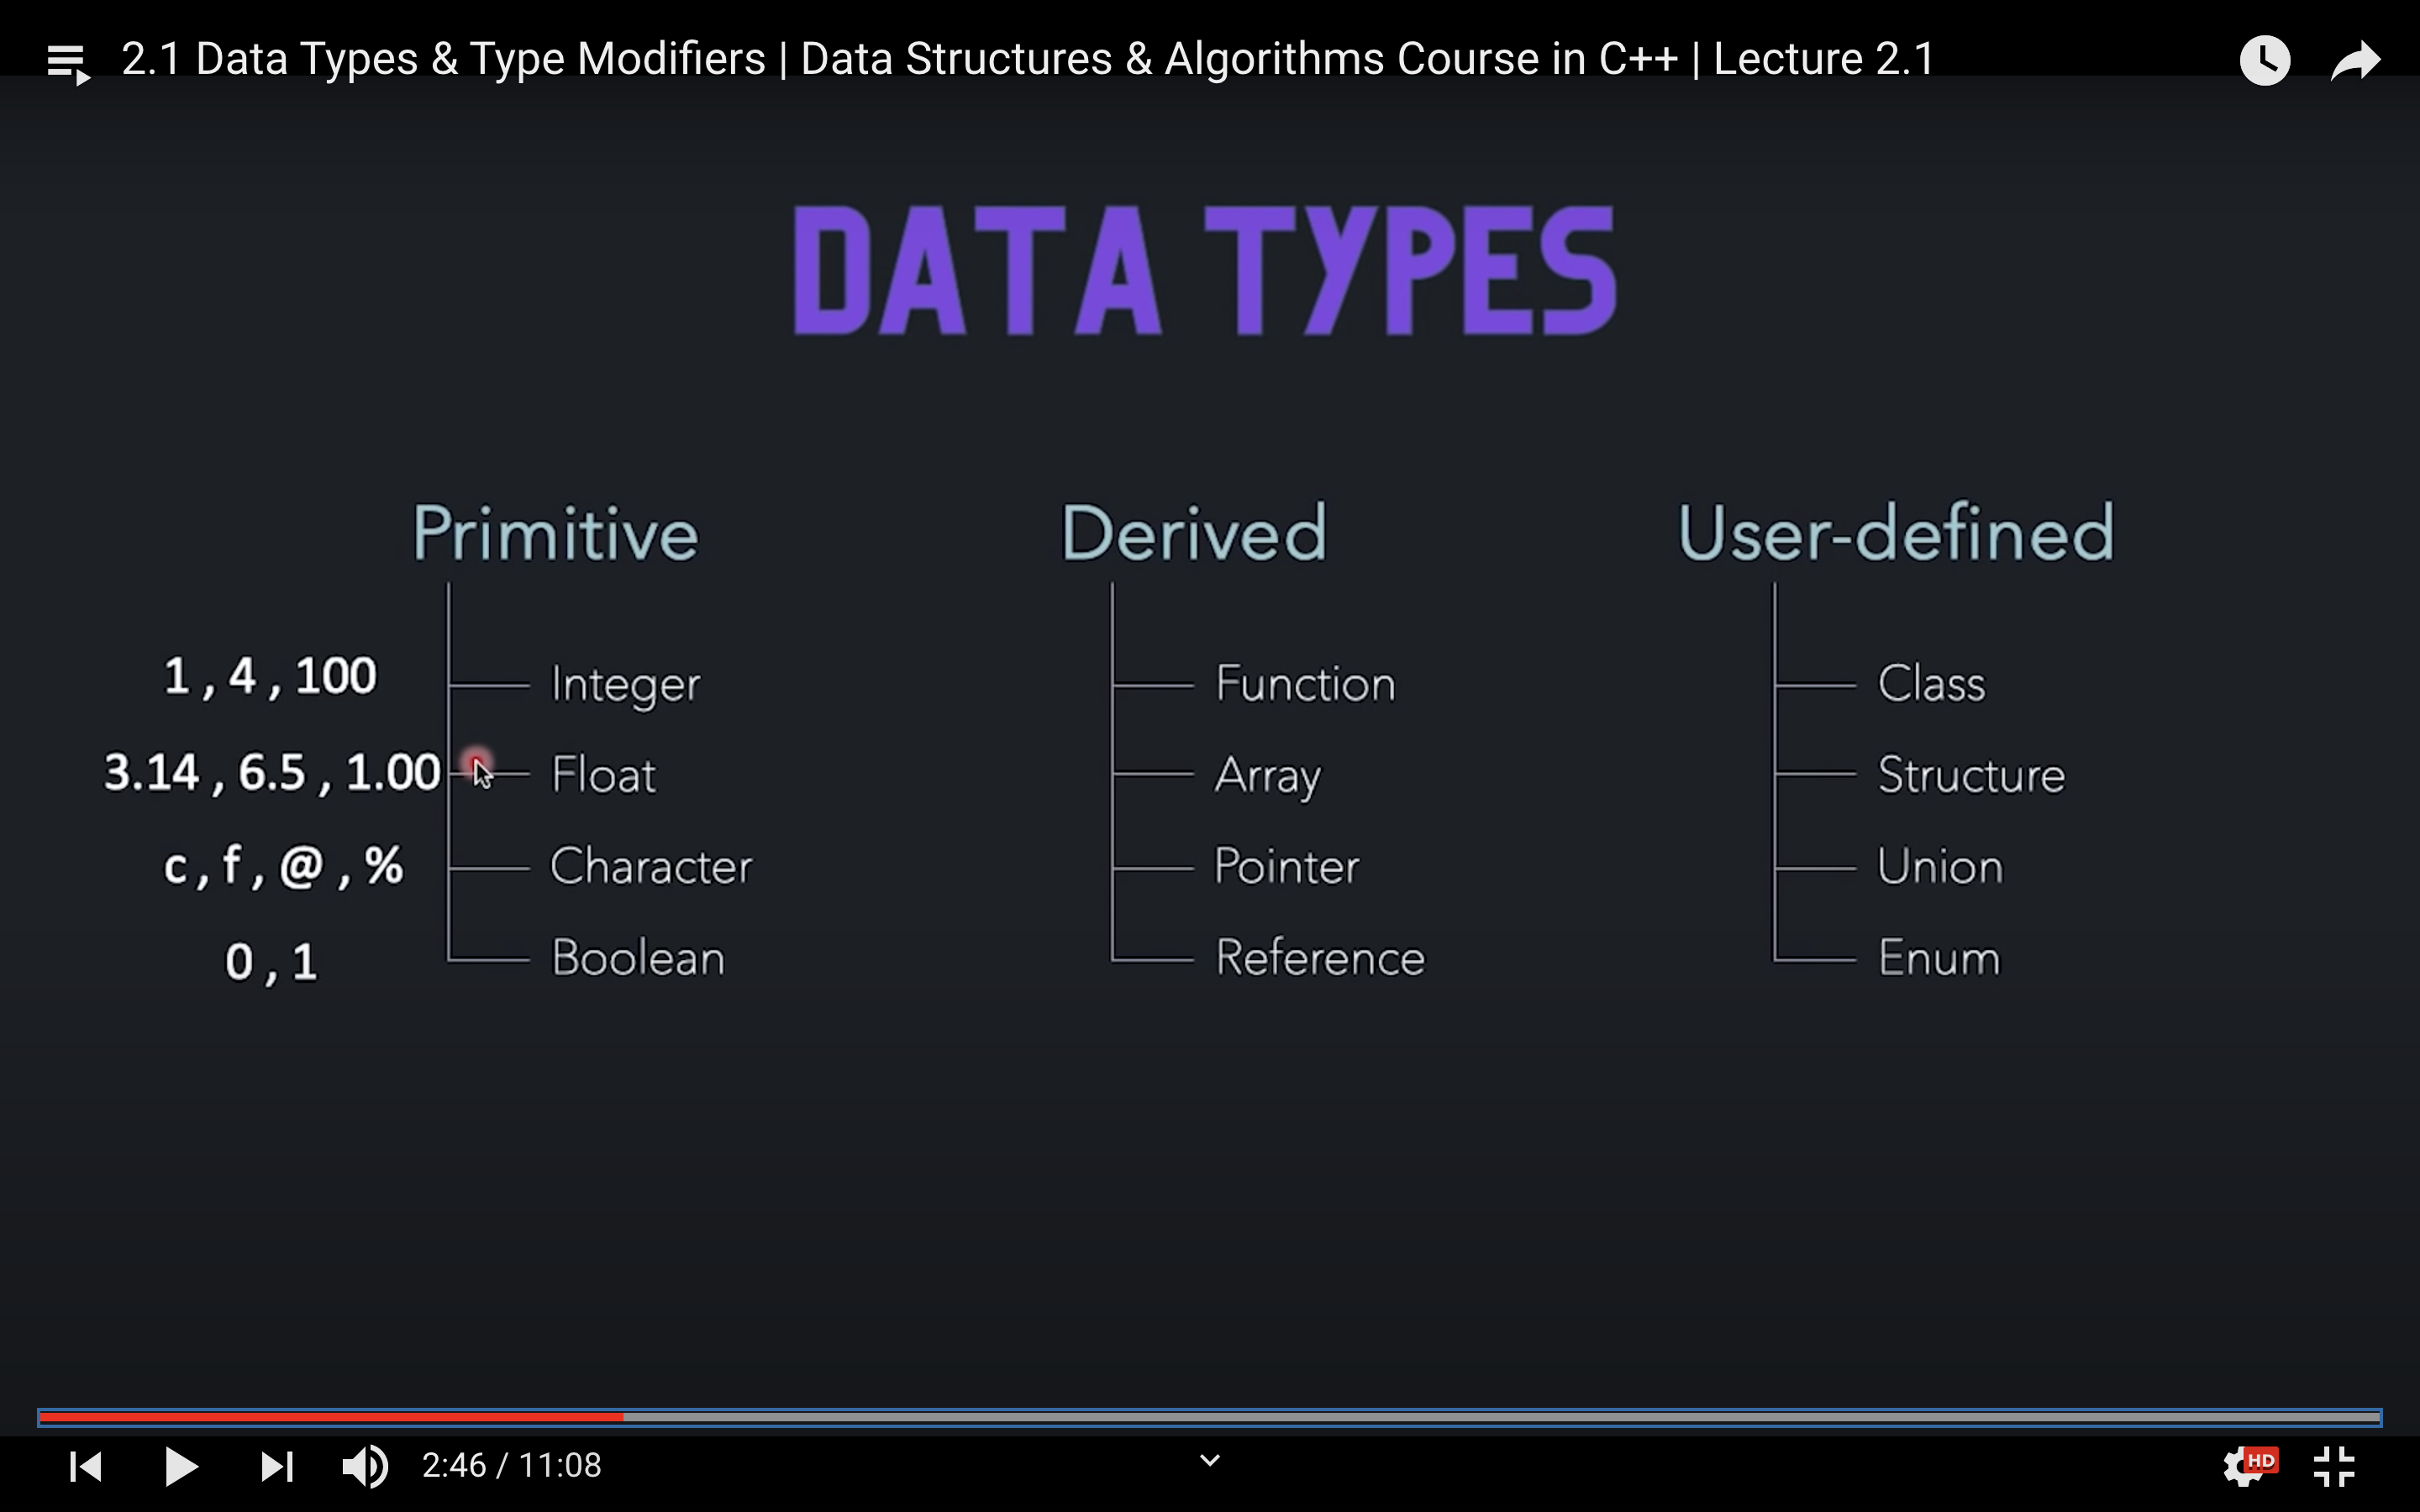 2.1 Data Types & Type Modifiers | Data Structures & Algorithms Course in C++ | Lecture 2.1
DATA TYPES
Primitive
1 , 4 , 100 Integer
3.14 , 6.5 , 1.00 Float
c , f , @ , % Character
0 , 1 Boolean
Derived
Function
Array
Pointer
Reference
User-defined
Class
Structure
Union
Enum
2:46 / 11:08
HD